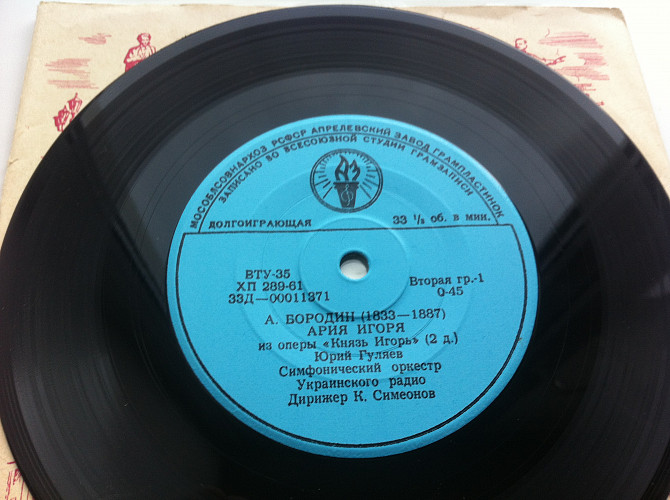 МОСОБЛСОВНАРХОЗ РСФСР АПРЕЛЕВСКИЙ ЗАВОД ГРАМПЛАСТИНОК
ЗАПИСАНО ВО ВСЕСОЮЗНОЙ СТУДИИ ГРАМЗАПИСИ
ДОЛГОИГРАЮЩАЯ 33 1/3 об. в мин.
ВТУ-35
ХП 289-61 Вторая гр.-1
33Д—00011371 0-45
А. БОРОДИН (1833—1887)
АРИЯ ИГОРЯ
из оперы «Князь Игорь» (2 д.)
Юрий Гуляев
Симфонический оркестр
Украинского радио
Дирижер К. Симеонов